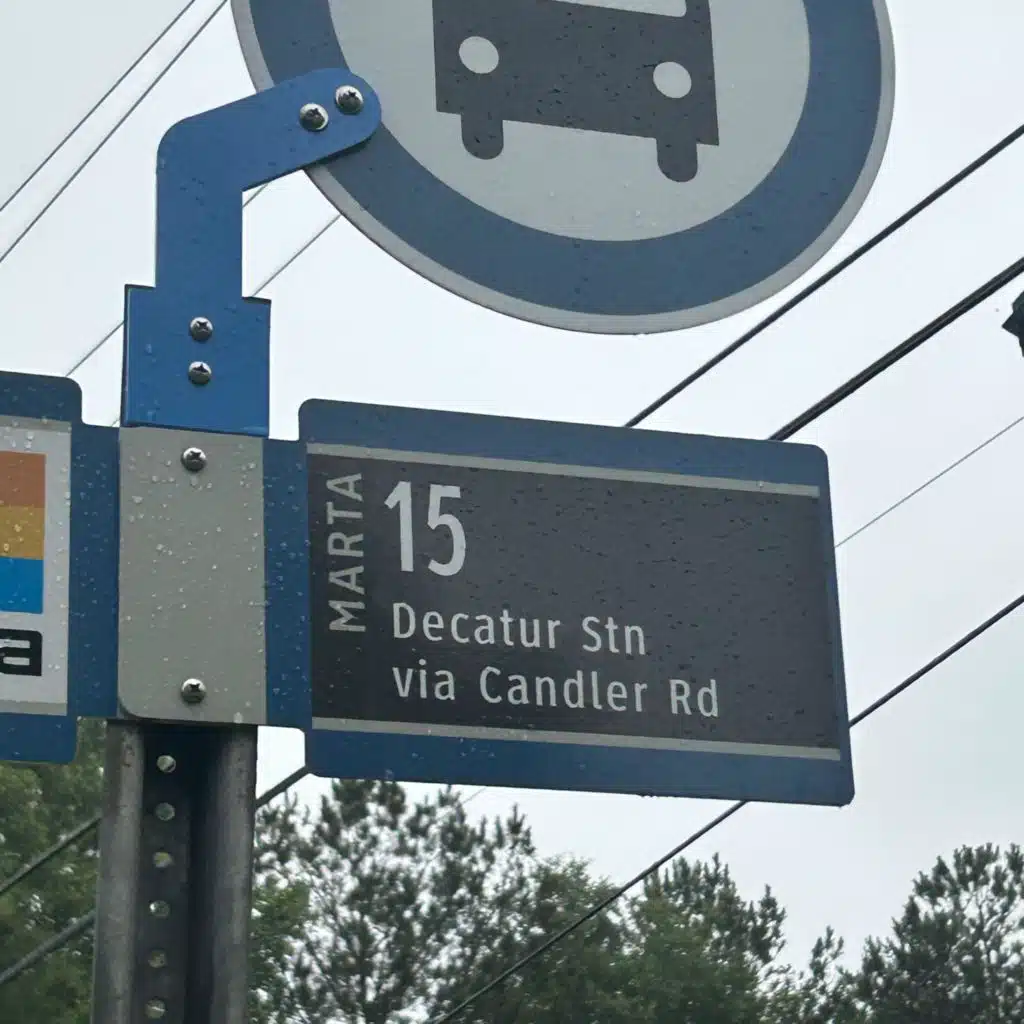 MARTA
15
Decatur Stn
via Candler Rd